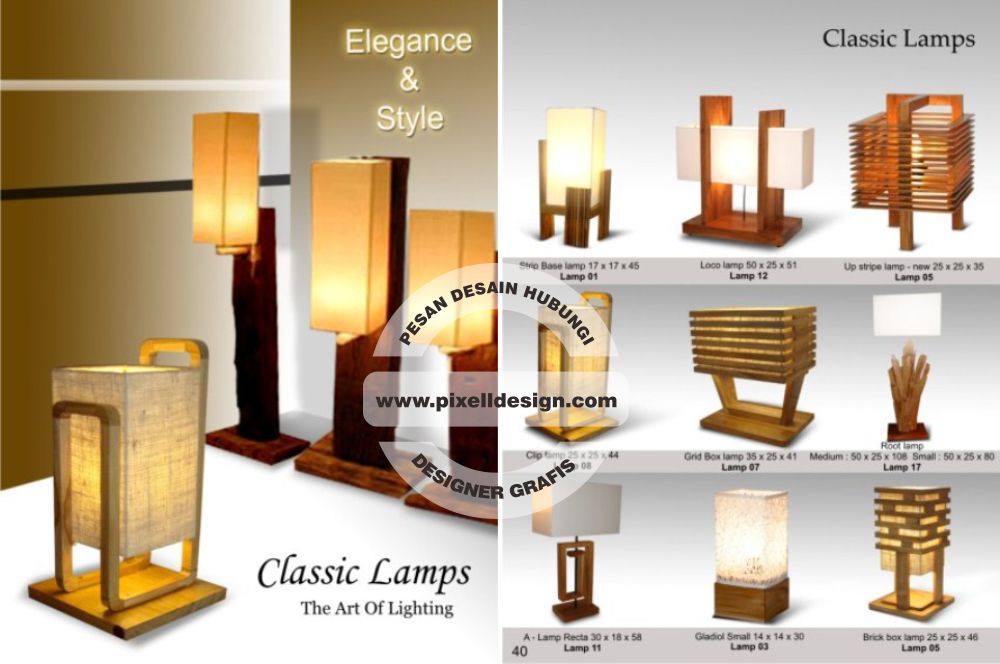 Elegance
&
Style
Classic Lamps
The Art Of Lighting
PESAN DESAIN HUBUNGI
www.pixelldesign.com
DESIGNER GRAFIS
Classic Lamps
Strip Base lamp 17 x 17 x 45
Lamp 01
Loco lamp 50 x 25 x 51
Lamp 12
Up stripe lamp - new 25 x 25 x 35
Lamp 05
Clip lamp 25 x 25 x 44
08
Grid Box lamp 35 x 25 x 41
Lamp 07
Root lamp
Medium : 50 x 25 x 108 Small : 50 x 25 x 80
Lamp 17
A - Lamp Recta 30 x 18 x 58
Lamp 11
Gladiol Small 14 x 14 x 30
Lamp 03
Brick box lamp 25 x 25 x 46
Lamp 05
40